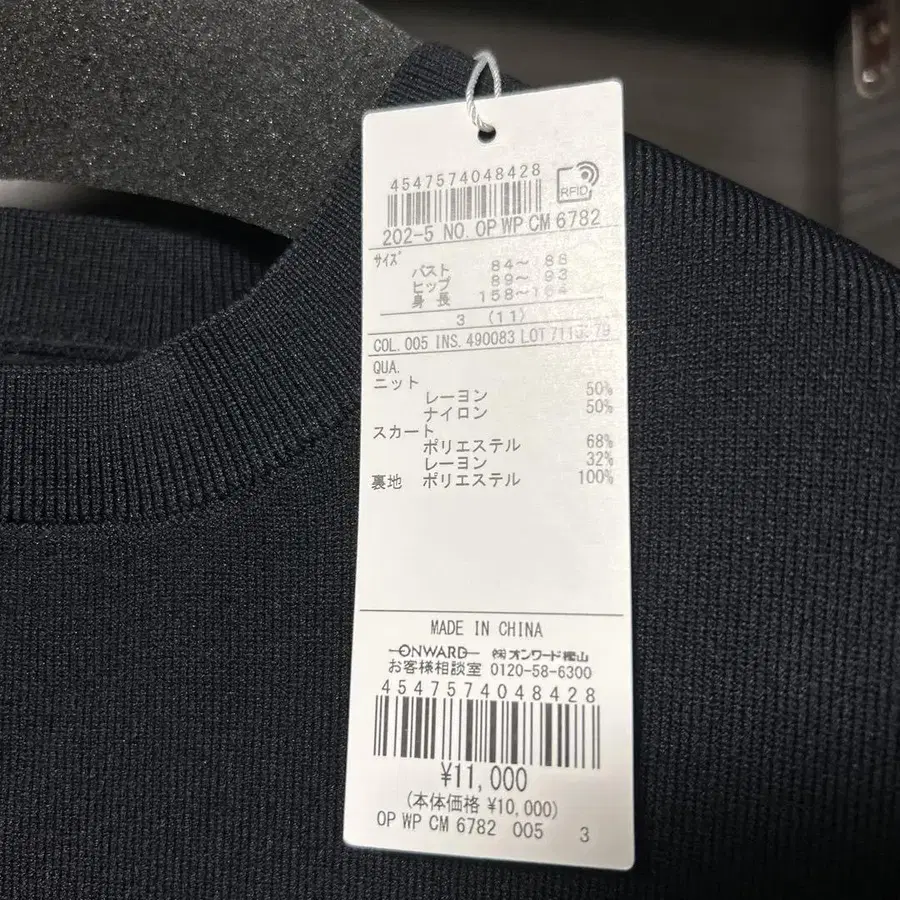 4547574048428
RFID
202-5 NO. OP WP CM 6782
サイズ
バスト 84～ 88
ヒップ 89～ 93
身長 158～164
3 (11)
COL. 005 INS. 490083 LOT
QUA.
ニット
レーヨン 50%
ナイロン 50%
スカート
ポリエステル 68%
レーヨン 32%
裏地 ポリエステル 100%
MADE IN CHINA
ONWARD ㈱オンワード樫山
お客様相談室 0120-58-6300
4547574048428
¥11,000
(本体価格 ¥10,000)
OP WP CM 6782 005 3